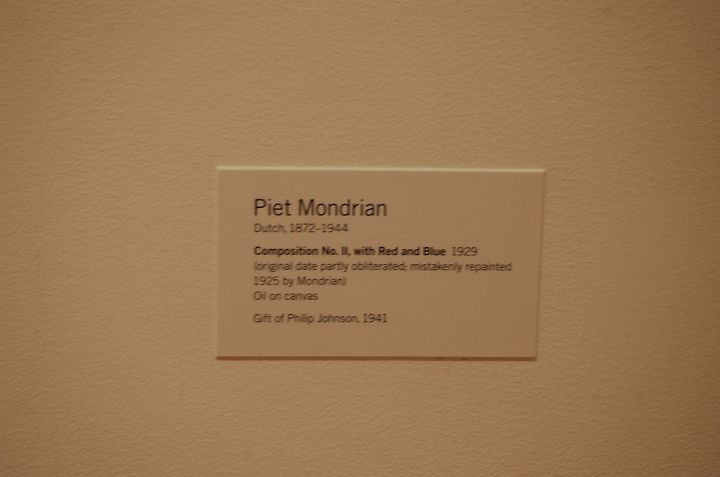 Piet Mondrian
Dutch, 1872–1944
Composition No. II, with Red and Blue 1929
(original date partly obliterated; mistakenly repainted
1925 by Mondrian)
Oil on canvas
Gift of Philip Johnson, 1941